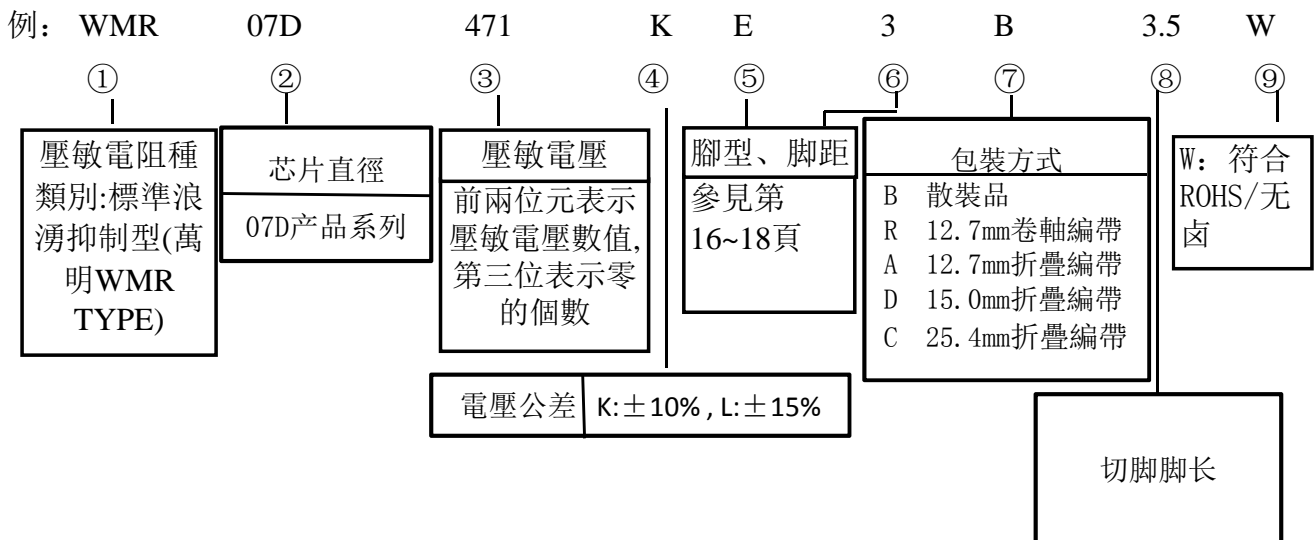 例： WMR 07D 471 K E 3 B 3.5 W
① ② ③ ④ ⑤ ⑥ ⑦ ⑧ ⑨
壓敏電阻種
類別:標準浪
湧抑制型(萬
明WMR
TYPE)
芯片直徑
07D产品系列
壓敏電壓
前兩位元表示
壓敏電壓數值,
第三位表示零
的個數
腳型、脚距
參見第
16~18頁
包裝方式
B 散裝品
R 12.7mm卷軸編帶
A 12.7mm折疊編帶
D 15.0mm折疊編帶
C 25.4mm折疊編帶
W：符合
ROHS/无
卤
電壓公差 K:±10% , L:±15%
切脚脚长